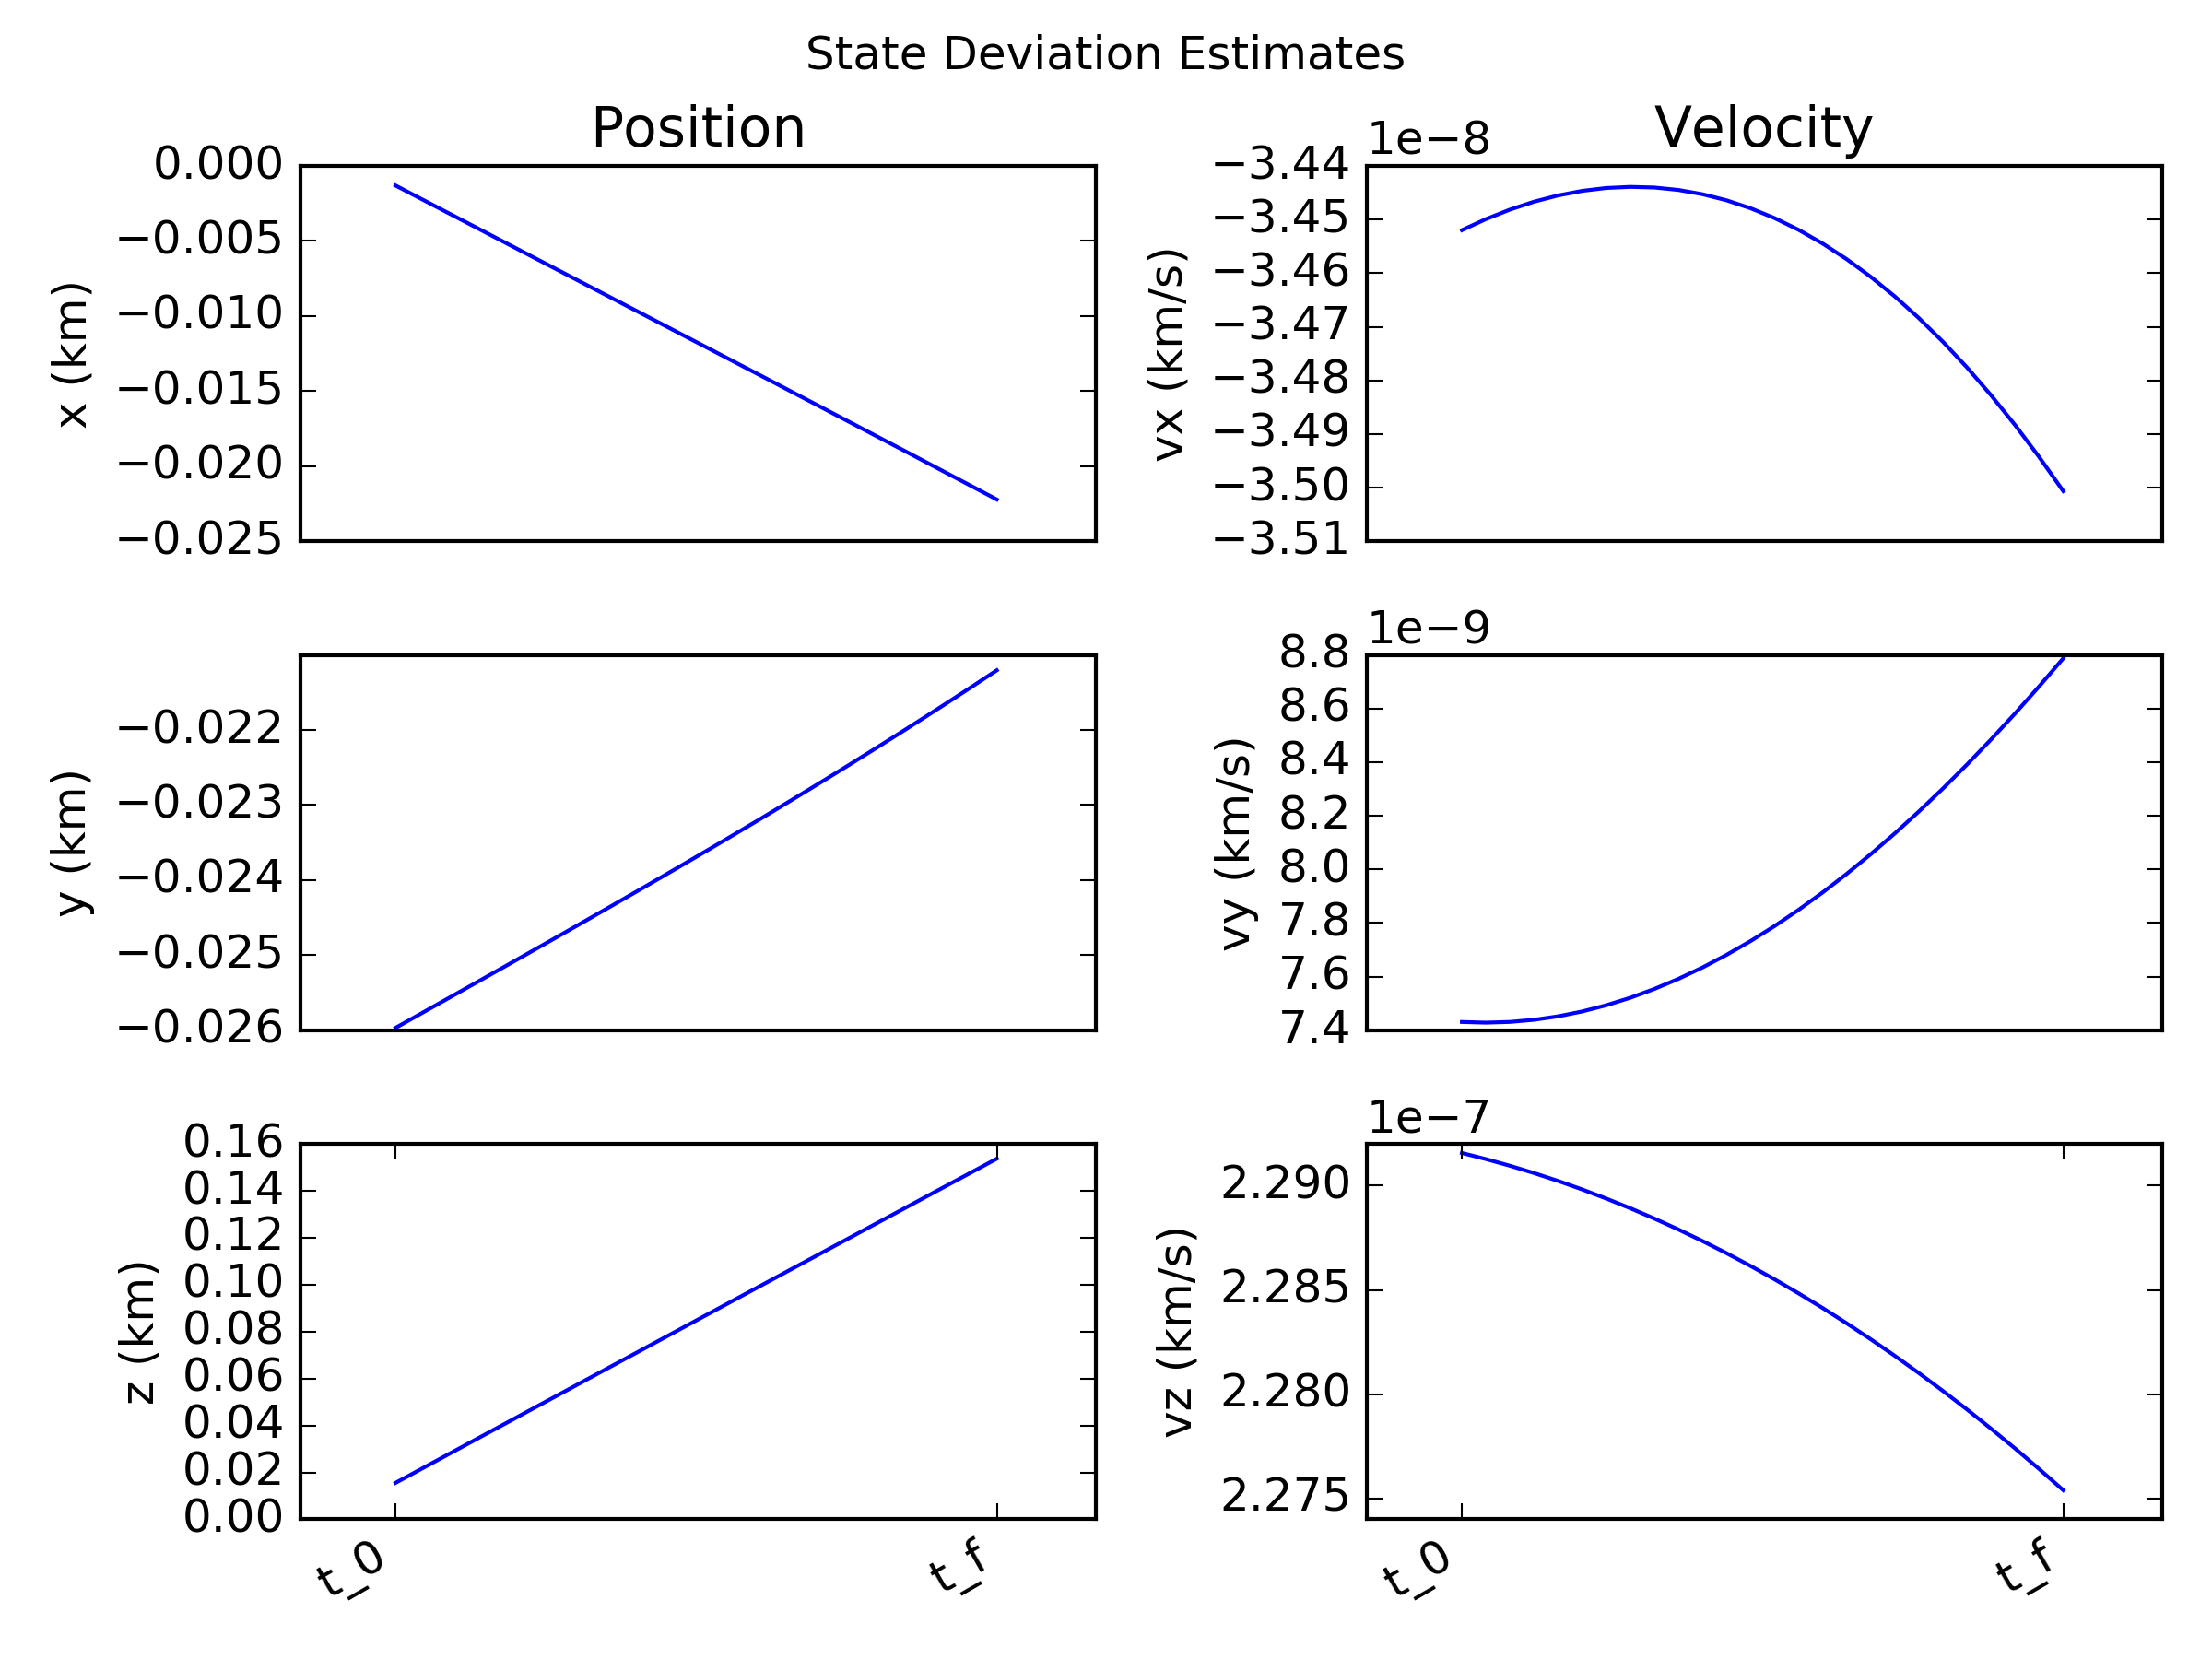 State Deviation Estimates
Position
Velocity
0.000
−0.005
−0.010
−0.015
−0.020
−0.025
x (km)
1e−8
−3.44
−3.45
−3.46
−3.47
−3.48
−3.49
−3.50
−3.51
vx (km/s)
−0.022
−0.023
−0.024
−0.025
−0.026
y (km)
1e−9
8.8
8.6
8.4
8.2
8.0
7.8
7.6
7.4
vy (km/s)
0.16
0.14
0.12
0.10
0.08
0.06
0.04
0.02
0.00
z (km)
t_0
t_f
1e−7
2.290
2.285
2.280
2.275
vz (km/s)
t_0
t_f